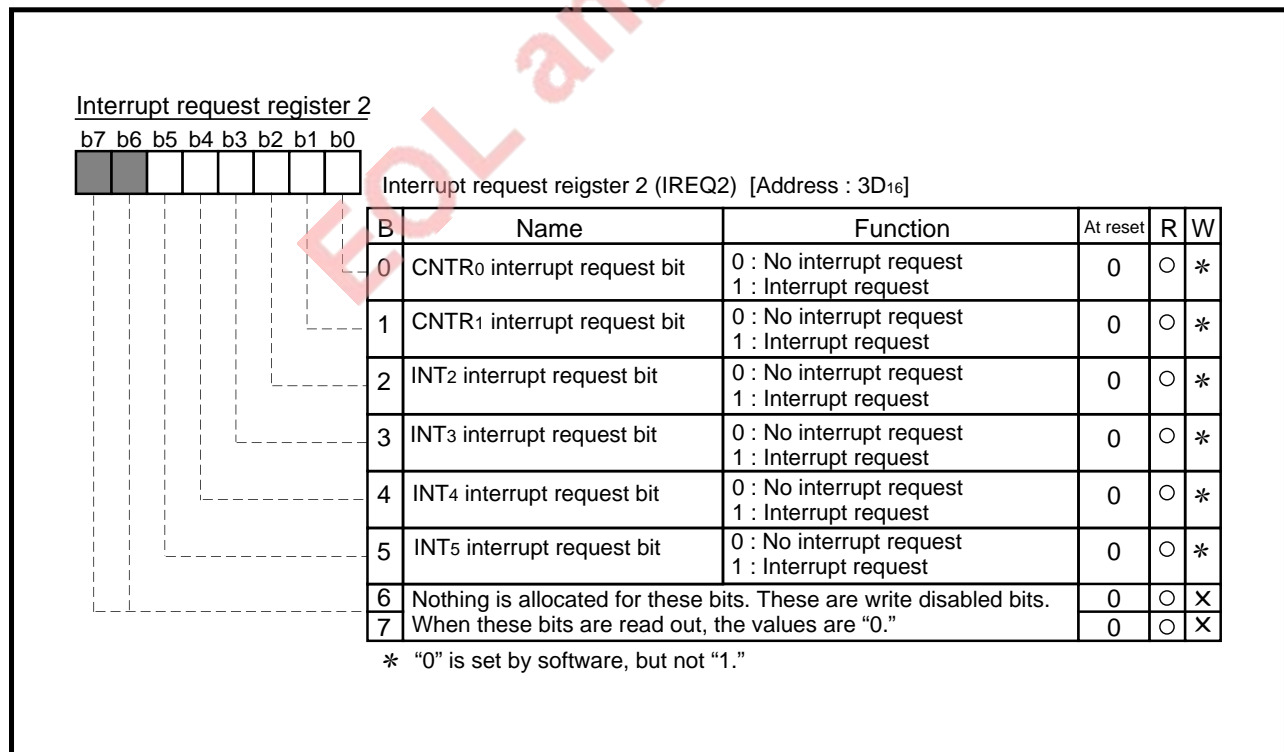 EOL an
Interrupt request register 2
b7 b6 b5 b4 b3 b2 b1 b0
Interrupt request reigster 2 (IREQ2) [Address : 3D16]
B Name Function At reset R W
0 CNTR0 interrupt request bit 0 : No interrupt request 0 ○ *
1 : Interrupt request
1 CNTR1 interrupt request bit 0 : No interrupt request 0 ○ *
1 : Interrupt request
2 INT2 interrupt request bit 0 : No interrupt request 0 ○ *
1 : Interrupt request
3 INT3 interrupt request bit 0 : No interrupt request 0 ○ *
1 : Interrupt request
4 INT4 interrupt request bit 0 : No interrupt request 0 ○ *
1 : Interrupt request
5 INT5 interrupt request bit 0 : No interrupt request 0 ○ *
1 : Interrupt request
6 Nothing is allocated for these bits. These are write disabled bits. 0 ○ ×
7 When these bits are read out, the values are “0.” 0 ○ ×
* “0” is set by software, but not “1.”